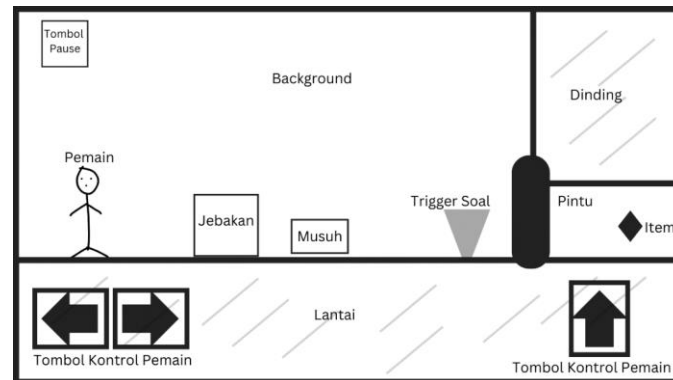 Tombol
Pause
Background
Dinding
Pemain
Jebakan
Musuh
Trigger Soal
Pintu
Item
Lantai
Tombol Kontrol Pemain
Tombol Kontrol Pemain